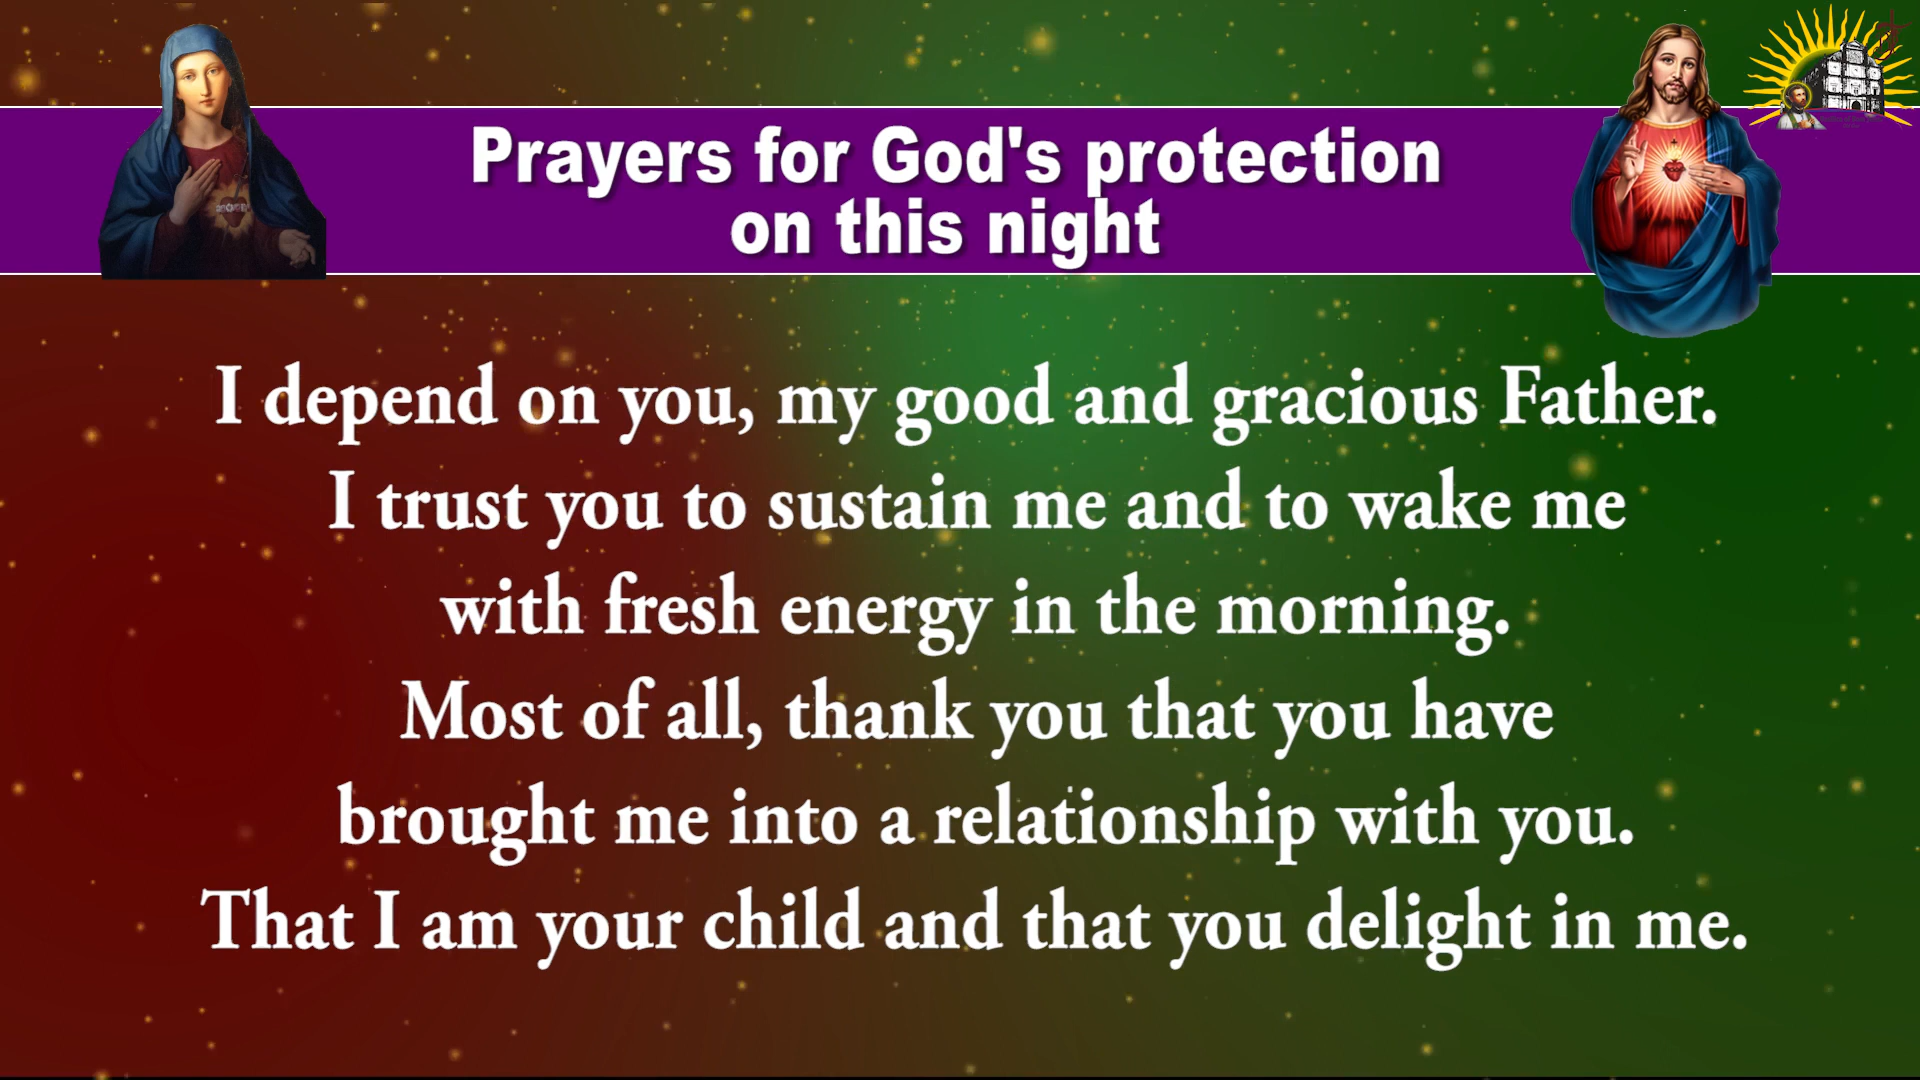 Prayers for God's protection
on this night
I depend on you, my good and gracious Father.
I trust you to sustain me and to wake me
with fresh energy in the morning.
Most of all, thank you that you have
brought me into a relationship with you.
That I am your child and that you delight in me.